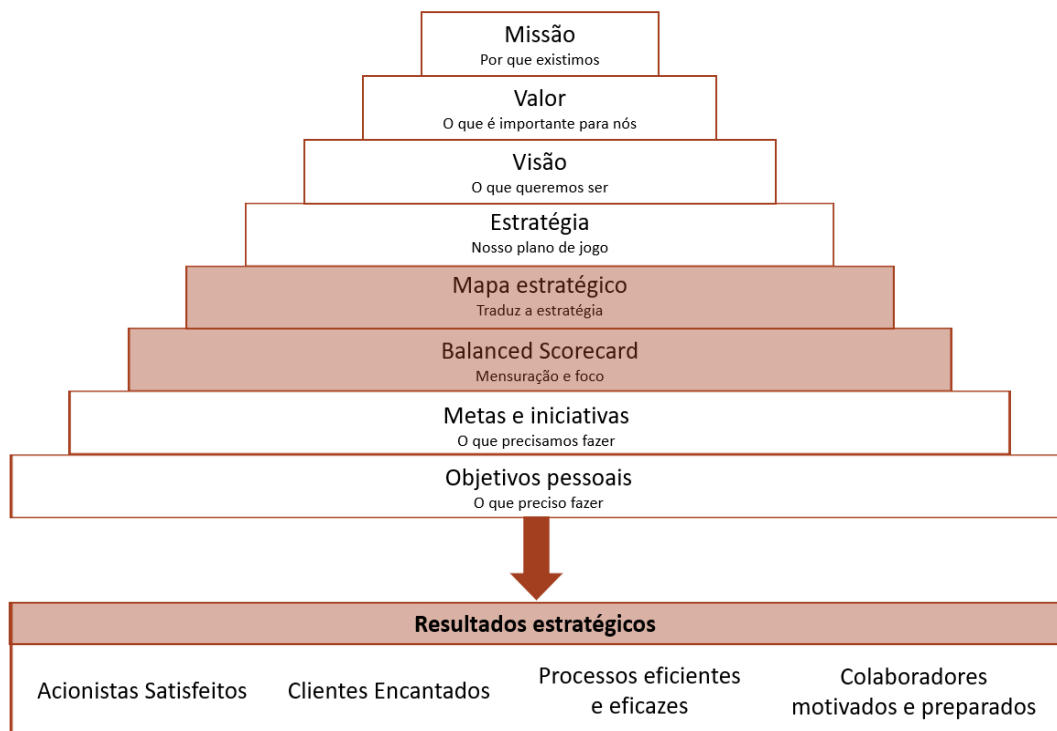 Missão
Por que existimos
Valor
O que é importante para nós
Visão
O que queremos ser
Estratégia
Nosso plano de jogo
Mapa estratégico
Traduz a estratégia
Balanced Scorecard
Mensuração e foco
Metas e iniciativas
O que precisamos fazer
Objetivos pessoais
O que preciso fazer
Resultados estratégicos
Acionistas Satisfeitos
Clientes Encantados
Processos eficientes
e eficazes
Colaboradores
motivados e preparados